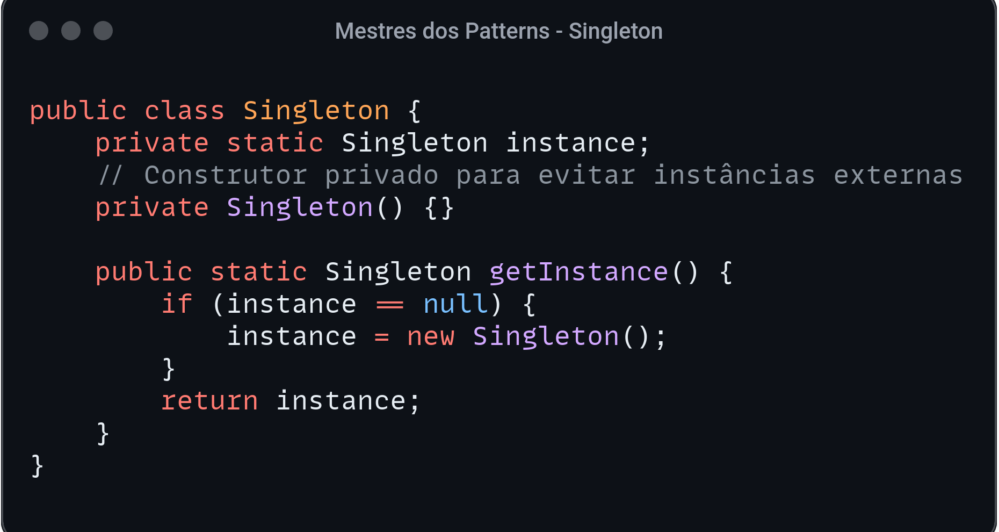 Mestres dos Patterns - Singleton
public class Singleton {
    private static Singleton instance;
    // Construtor privado para evitar instâncias externas
    private Singleton() {}

    public static Singleton getInstance() {
        if (instance == null) {
            instance = new Singleton();
        }
        return instance;
    }
}